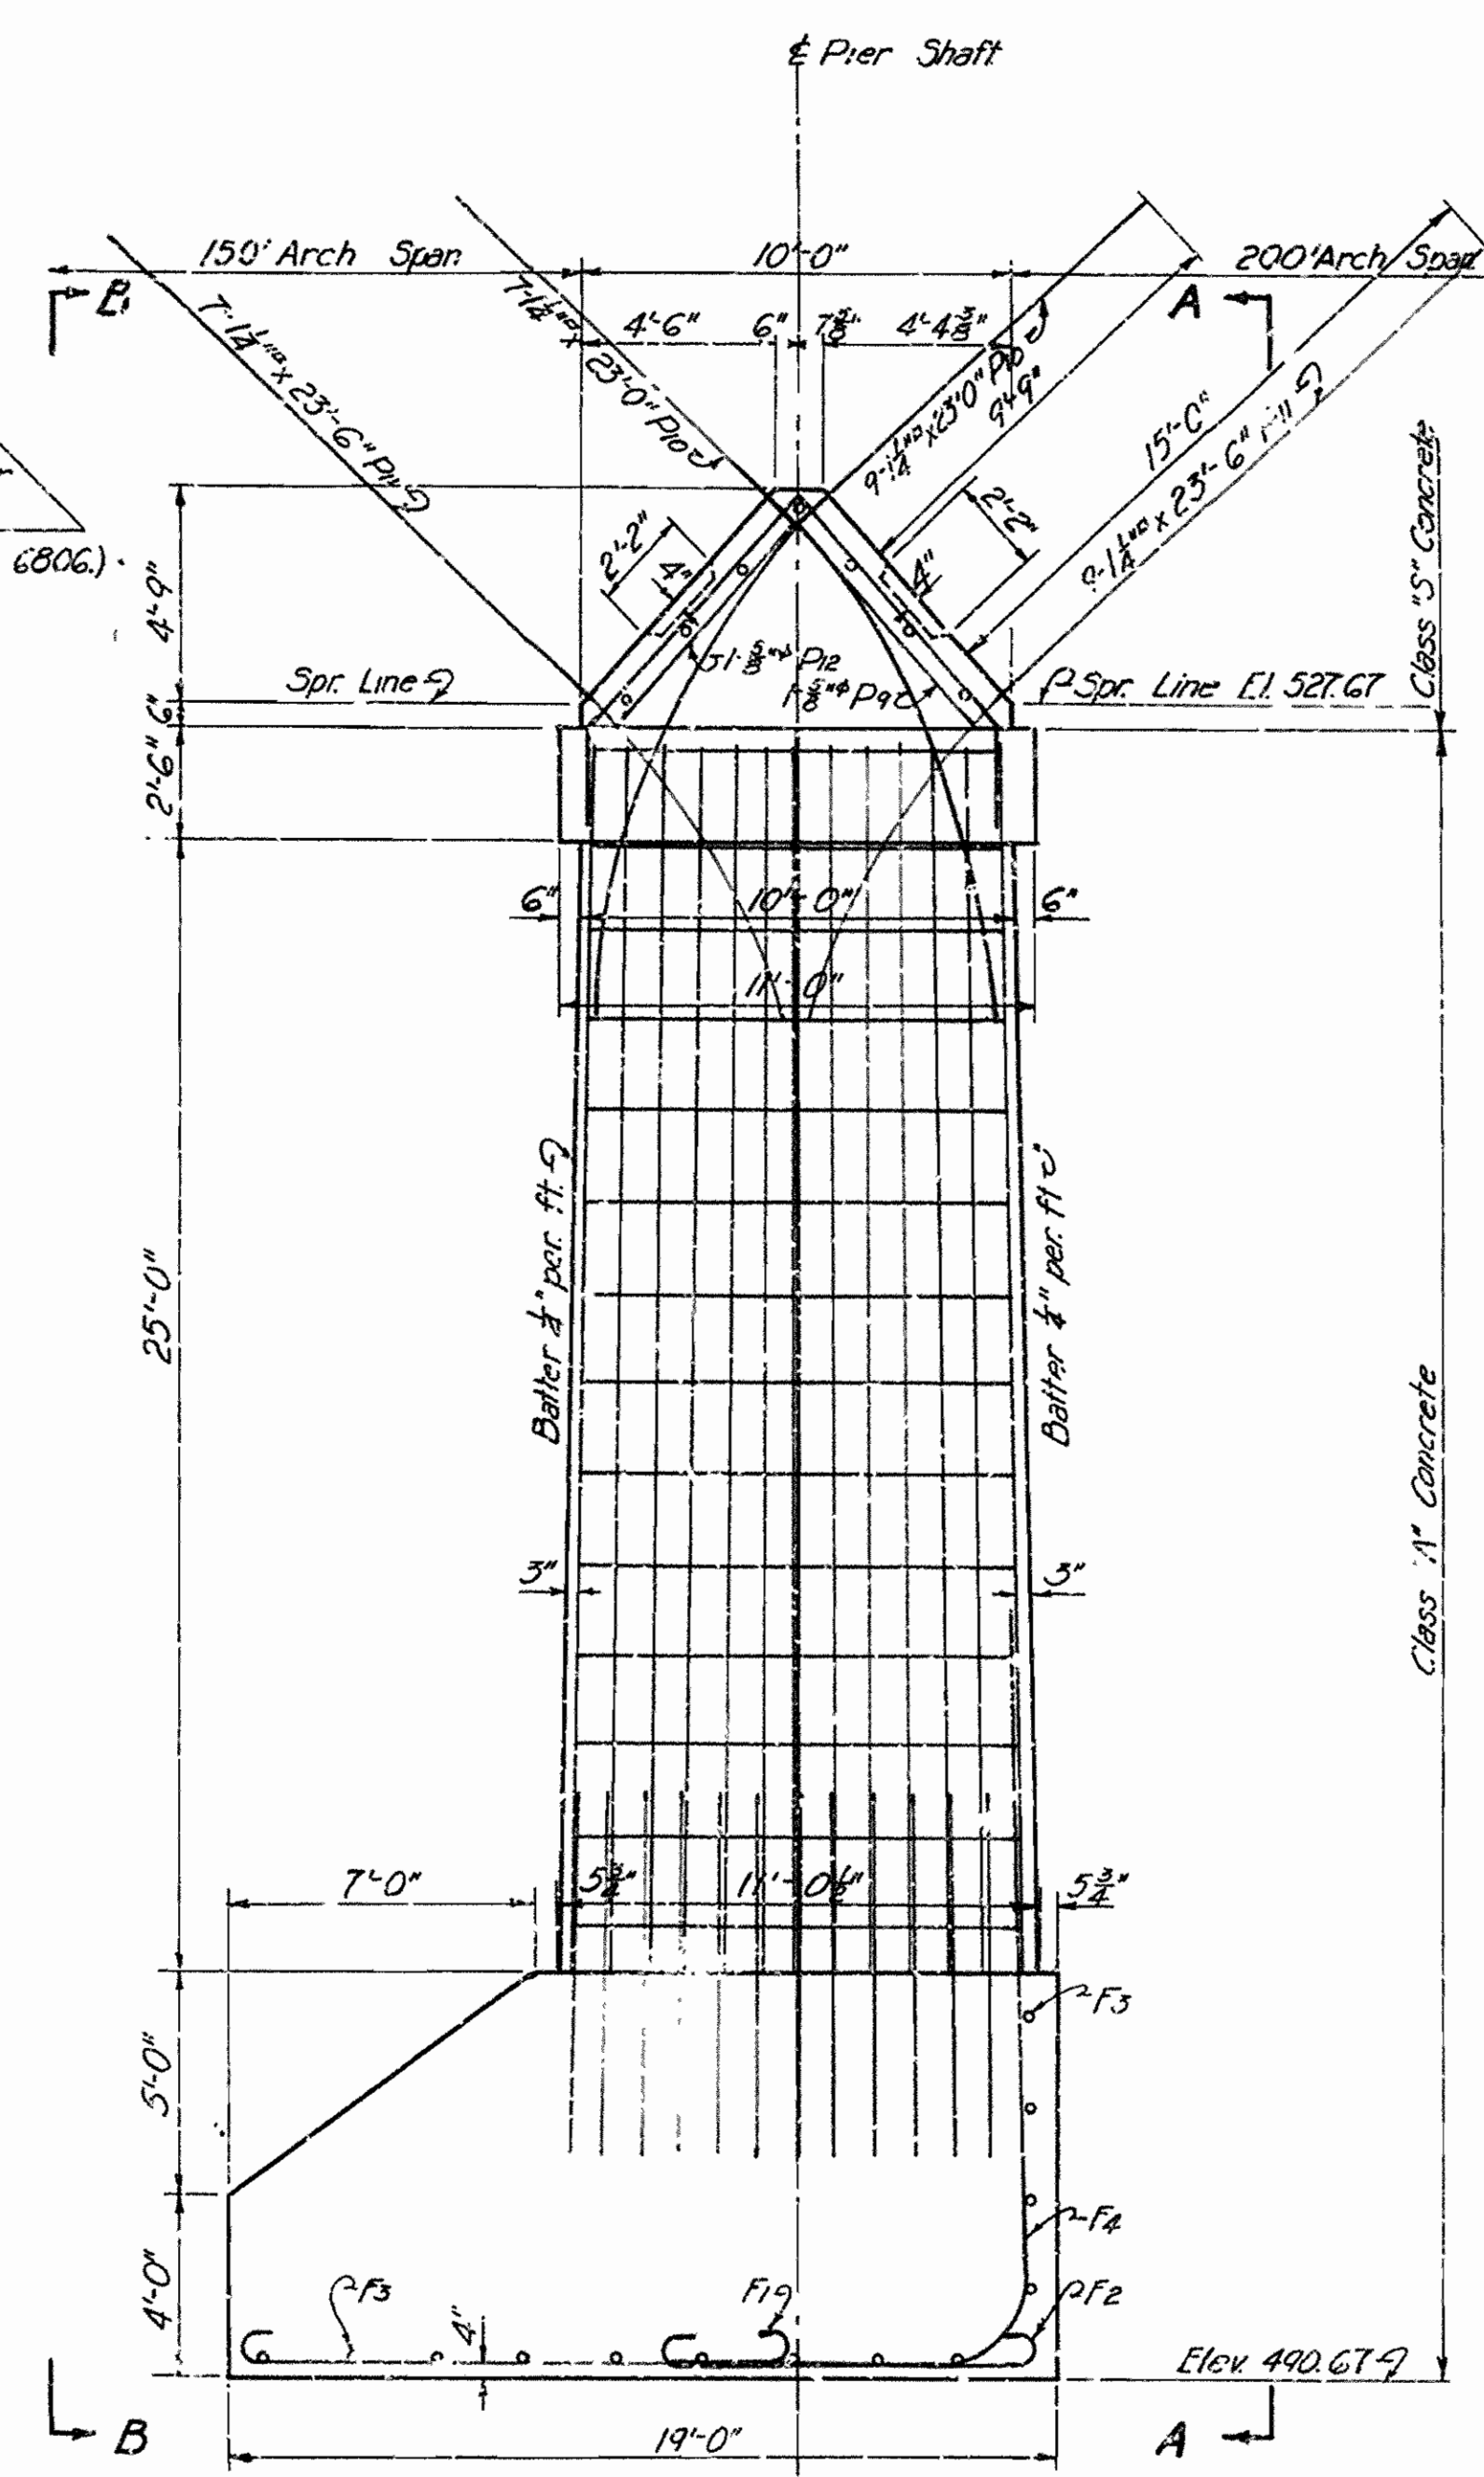 ℄ Pier Shaft
150' Arch Span
10'-0"
200' Arch Span
B
A
4'-6"
6"
7 5/8"
4'-4 3/8"
7-1¼"□
23'-0" P10
7-1¼"□ x 23'-6" P11
9-1¼"□ x 23'0" P10
9'-9"
15'-0"
9-1¼"□ x 23'-6" P11
6806.)
2'-2"
4"
2'-2"
4"
4'-9"
Class "S" Concrete
51-5/8"ϕ P12
1-5/8"ϕ P9
Spr. Line
Spr. Line El. 527.67
6"
2'-6"
6"
10'-0"
6"
11'-0"
25'-0"
Batter ¼" per. ft.
Batter ¼" per. ft
Class "A" Concrete
3"
3"
7'-0"
5¾"
11'-0½"
5¾"
F3
5'-0"
F4
4'-0"
F3
4"
F1
F2
Elev. 490.67
B
19'-0"
A